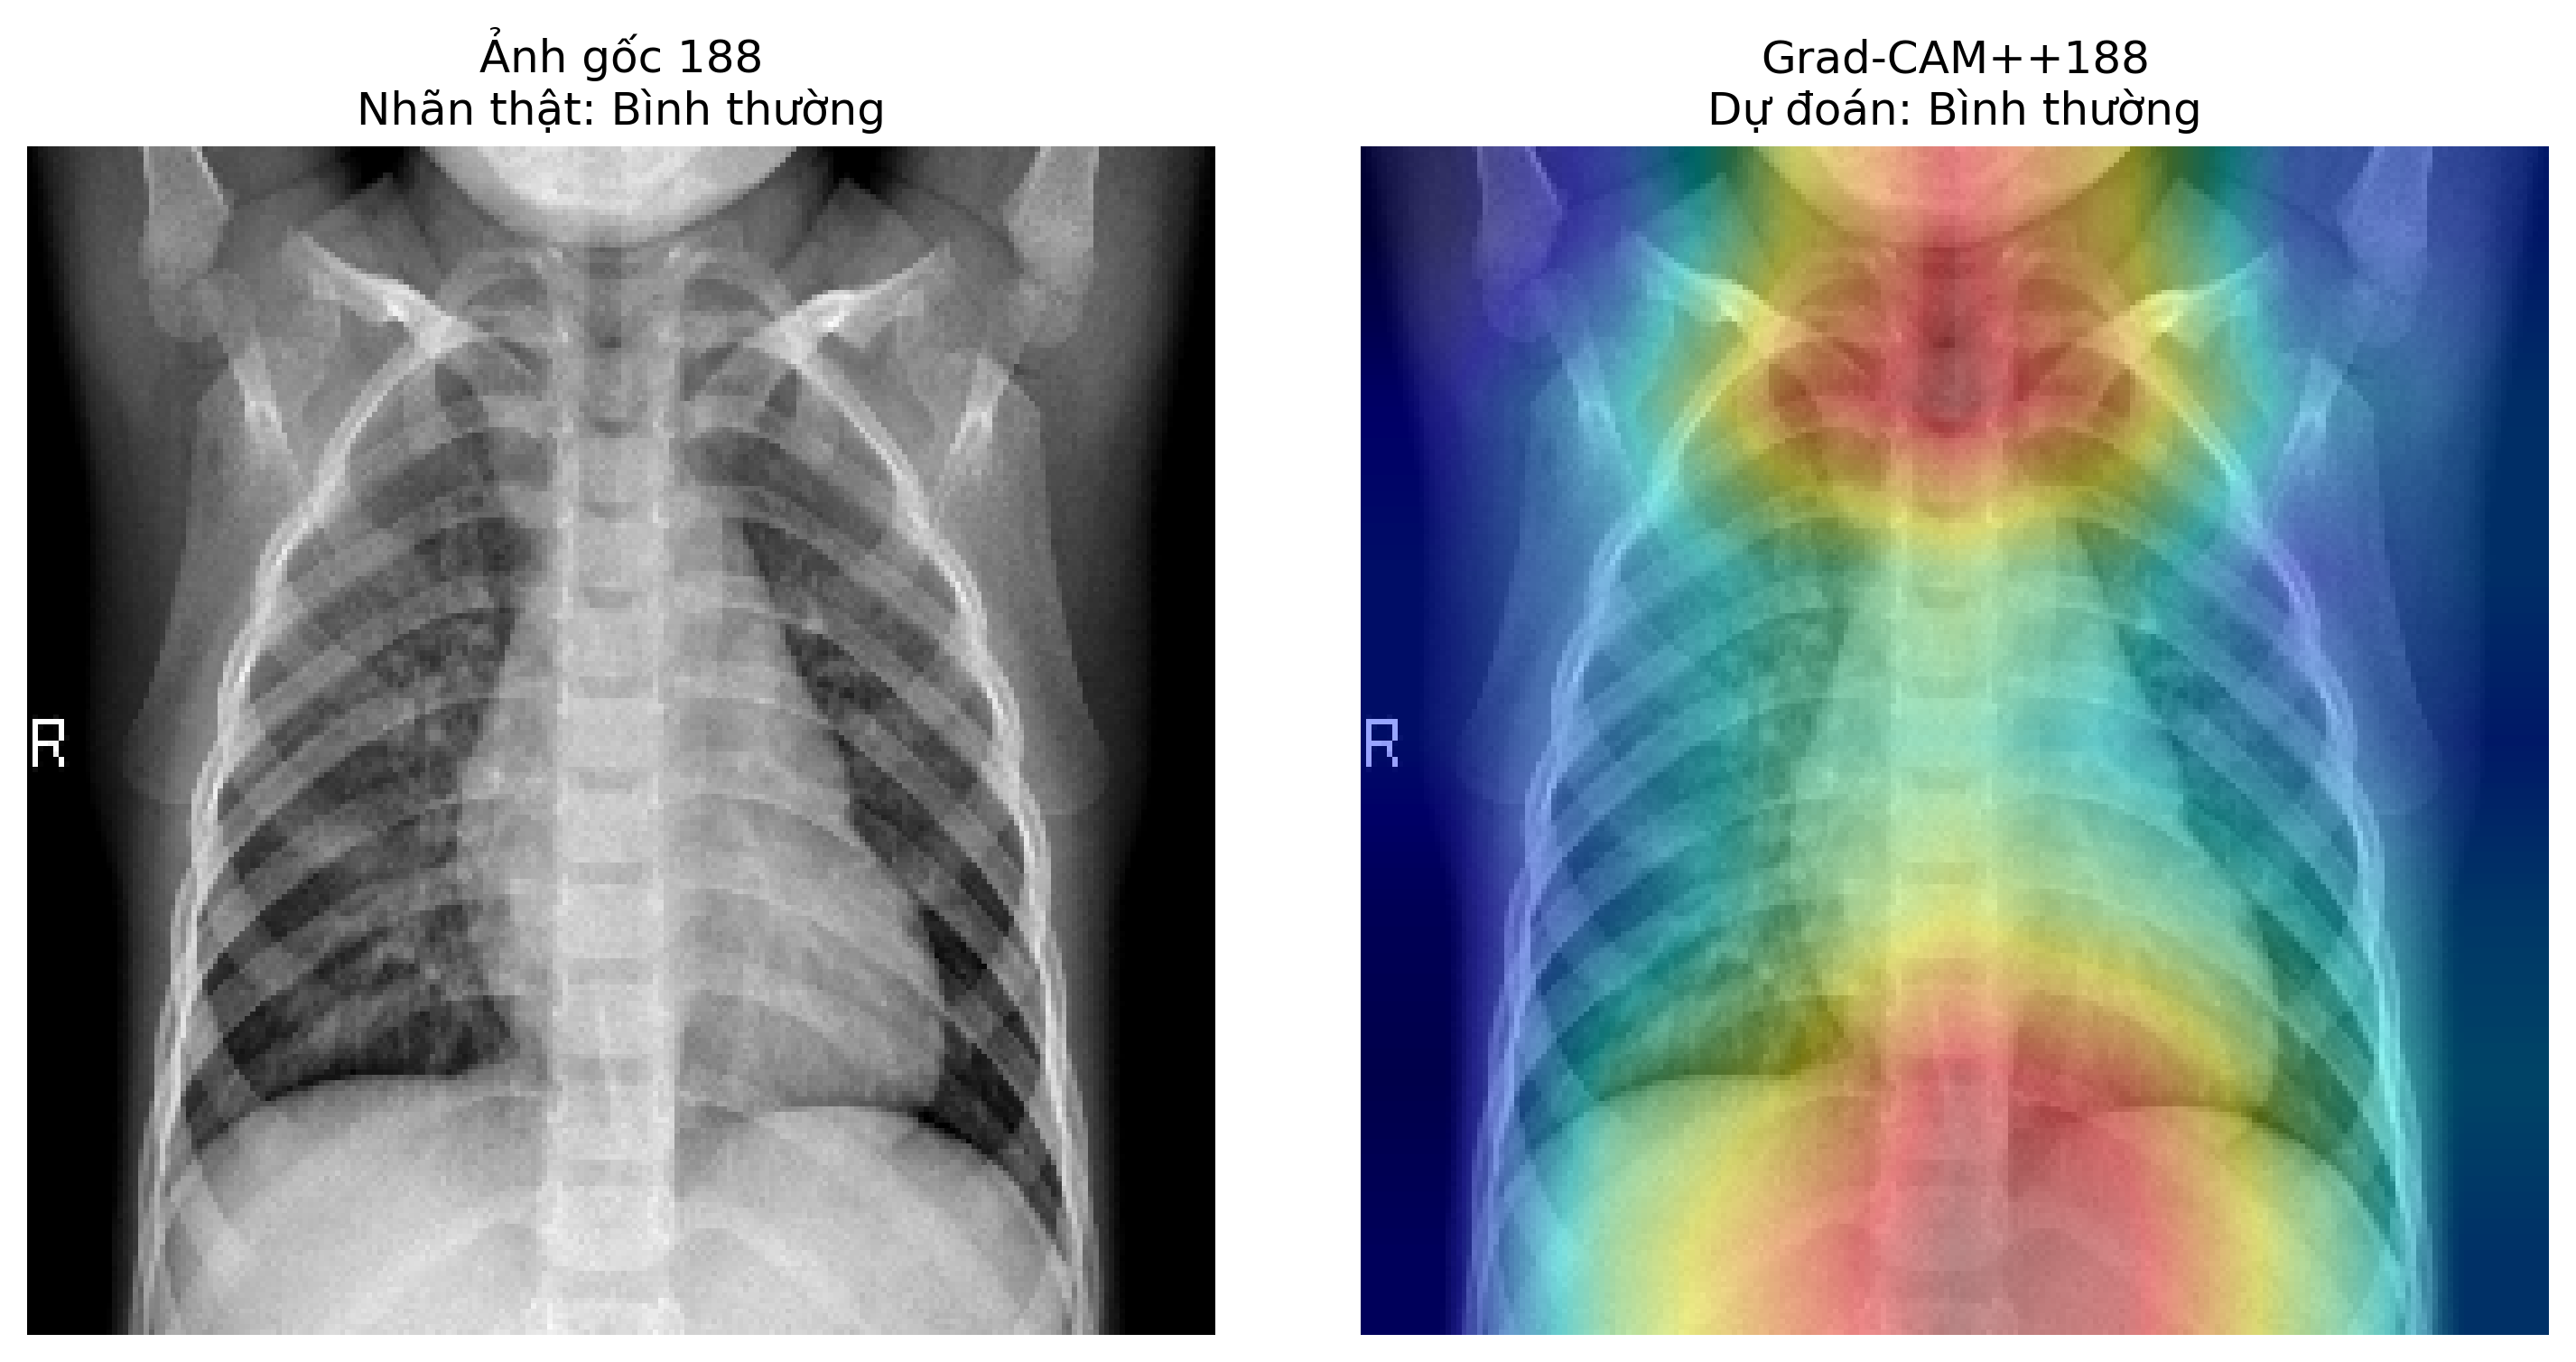 Ảnh gốc 188
Nhãn thật: Bình thường
Grad-CAM++188
Dự đoán: Bình thường
R
R